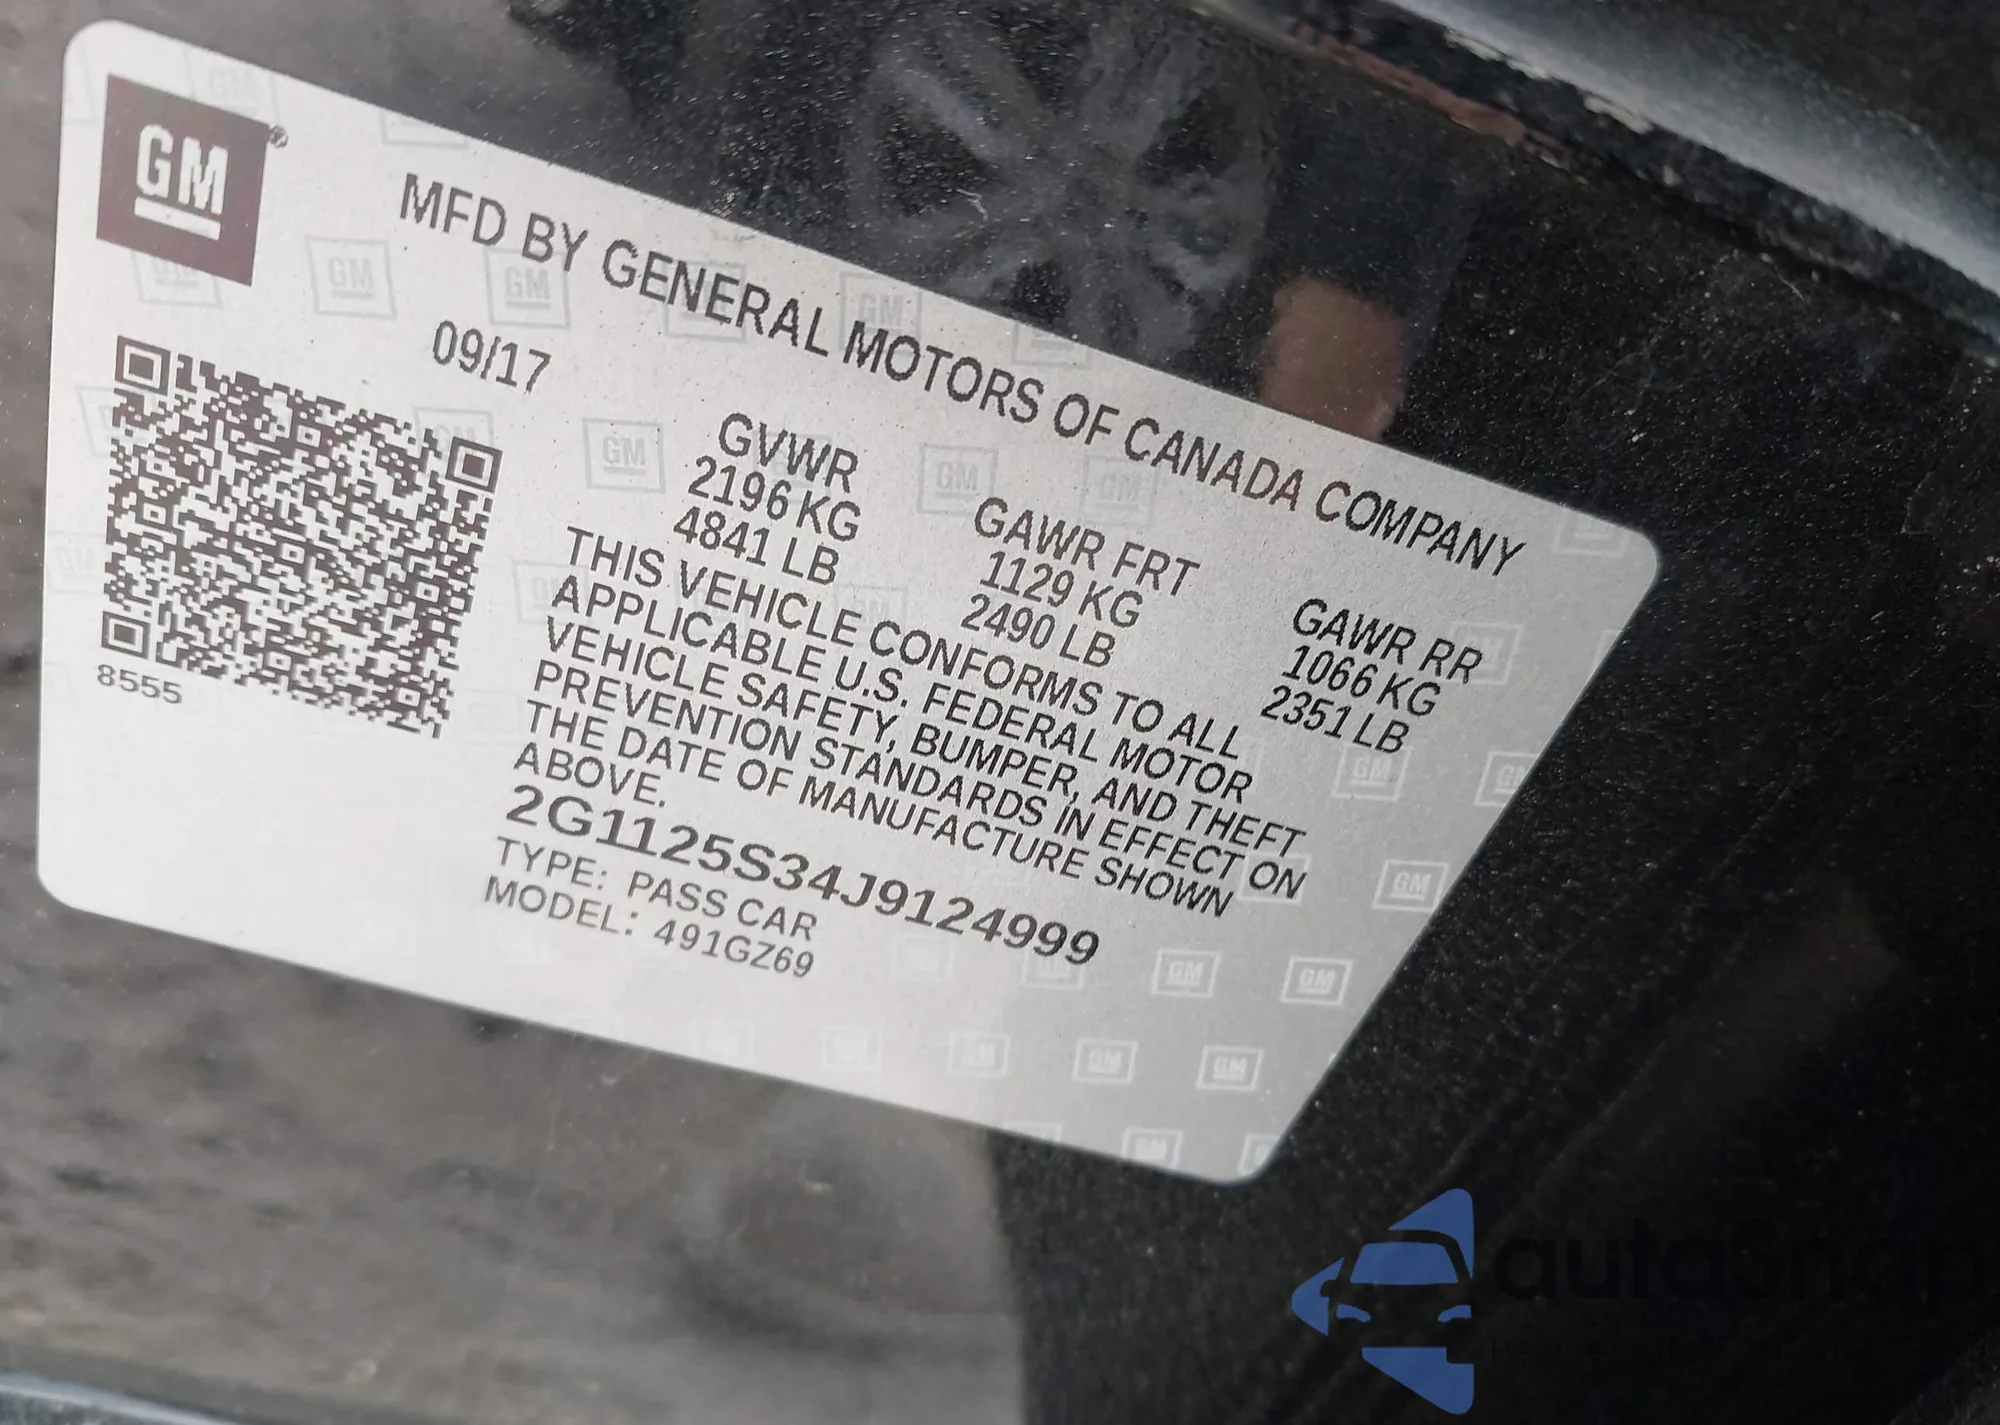 GM®
MFD BY GENERAL MOTORS OF CANADA COMPANY
09/17
GVWR
2196 KG
4841 LB
GAWR FRT
1129 KG
2490 LB
GAWR RR
1066 KG
2351 LB
THIS VEHICLE CONFORMS TO ALL
APPLICABLE U.S. FEDERAL MOTOR
VEHICLE SAFETY, BUMPER, AND THEFT
PREVENTION STANDARDS IN EFFECT ON
THE DATE OF MANUFACTURE SHOWN
ABOVE.
2G1125S34J9124999
TYPE: PASS CAR
MODEL: 491GZ69
8555
autoSnap